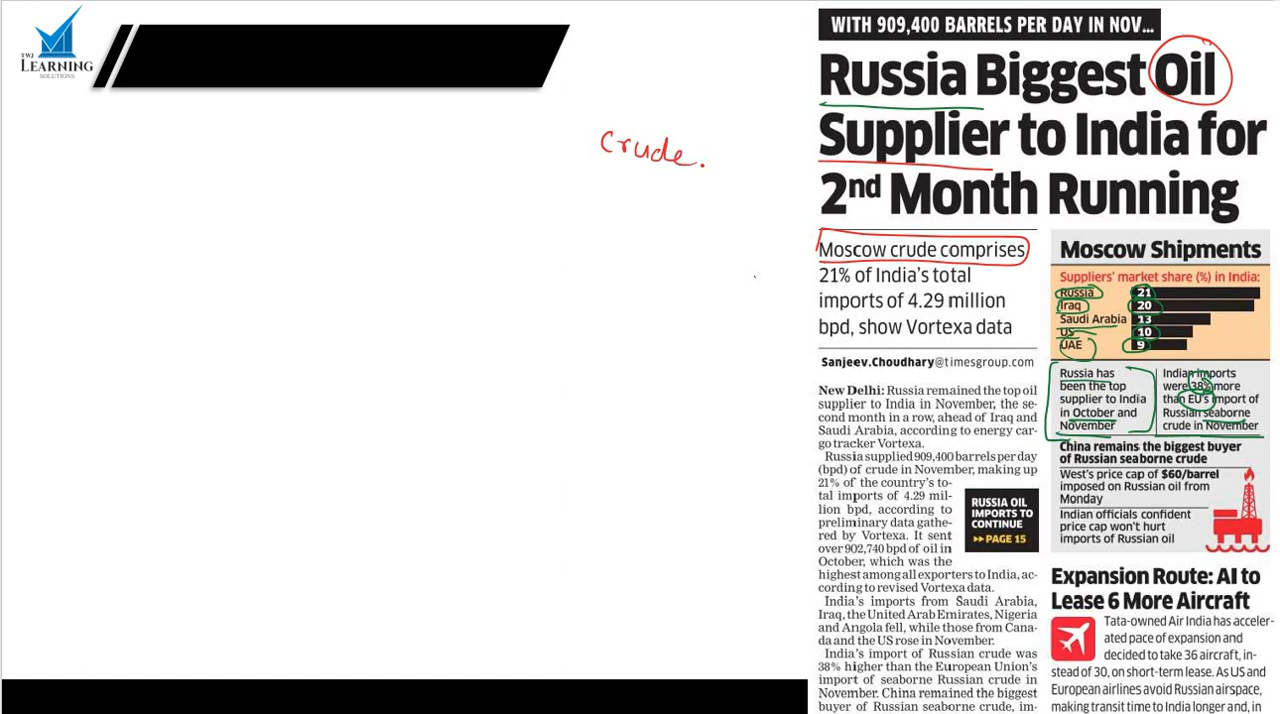 TWJ
LEARNING
SOLUTIONS
crude.
WITH 909,400 BARRELS PER DAY IN NOV...
Russia Biggest Oil
Supplier to India for
2nd Month Running
Moscow crude comprises
21% of India's total
imports of 4.29 million
bpd, show Vortexa data
Sanjeev.Choudhary@timesgroup.com
New Delhi: Russia remained the top oil
supplier to India in November, the se-
cond month in a row, ahead of Iraq and
Saudi Arabia, according to energy car-
go tracker Vortexa.
Russia supplied 909,400 barrels per day
(bpd) of crude in November, making up
21% of the country's to-
tal imports of 4.29 mil-
lion bpd, according to
preliminary data gathe-
red by Vortexa. It sent
over 902,740 bpd of oil in
October, which was the
highest among all exporters to India, ac-
cording to revised Vortexa data.
India's imports from Saudi Arabia,
Iraq, the United Arab Emirates, Nigeria
and Angola fell, while those from Cana-
da and the US rose in November.
India's import of Russian crude was
38% higher than the European Union's
import of seaborne Russian crude in
November. China remained the biggest
buyer of Russian seaborne crude, im-
RUSSIA OIL
IMPORTS TO
CONTINUE
▸▸PAGE 15
Moscow Shipments
Suppliers' market share (%) in India:
Russia 21
Iraq 20
Saudi Arabia 13
US 10
UAE 9
Russia has
been the top
supplier to India
in October and
November
Indian imports
were 38% more
than EU's import of
Russian seaborne
crude in November
China remains the biggest buyer
of Russian seaborne crude
West's price cap of $60/barrel
imposed on Russian oil from
Monday
Indian officials confident
price cap won't hurt
imports of Russian oil
Expansion Route: AI to
Lease 6 More Aircraft
Tata-owned Air India has acceler-
ated pace of expansion and
decided to take 36 aircraft, in-
stead of 30, on short-term lease. As US and
European airlines avoid Russian airspace,
making transit time to India longer and, in